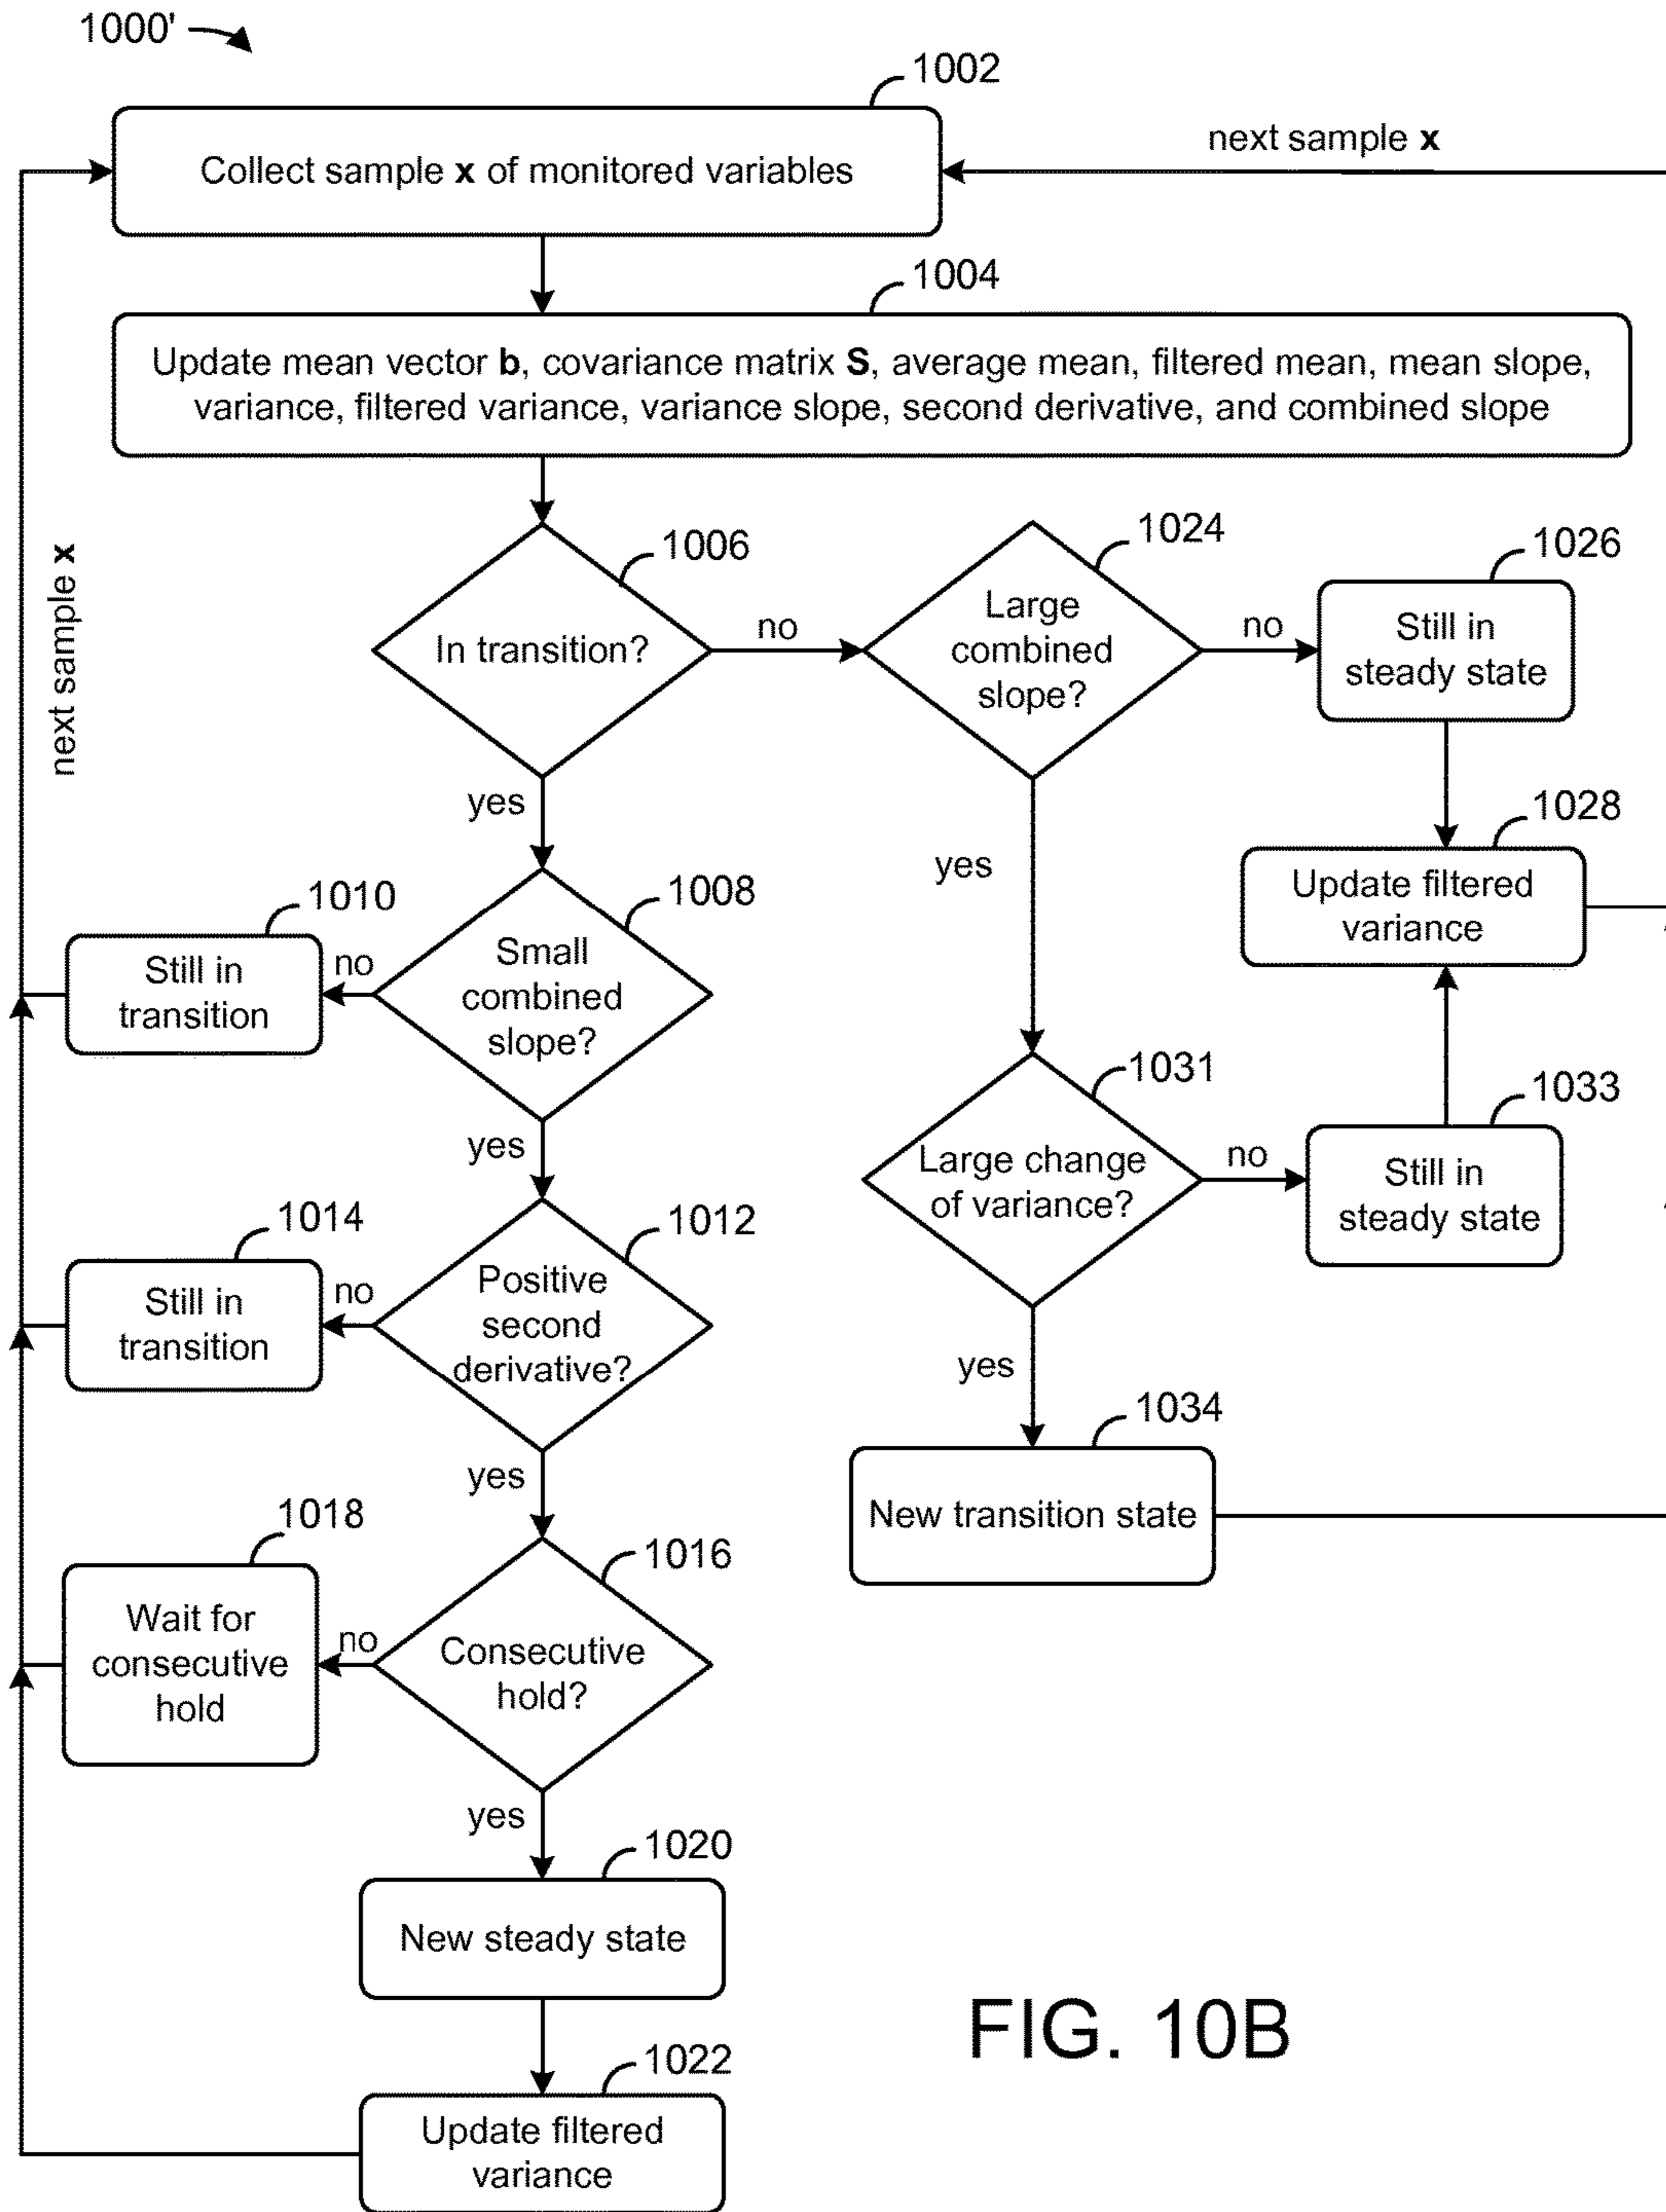 1000'
1002
Collect sample x of monitored variables
next sample x
1004
Update mean vector b, covariance matrix S, average mean, filtered mean, mean slope,
variance, filtered variance, variance slope, second derivative, and combined slope
next sample x
1006
In transition?
no
yes
1024
Large
combined
slope?
no
yes
1026
Still in
steady state
1028
Update filtered
variance
1008
Small
combined
slope?
no
yes
1010
Still in
transition
1031
Large change
of variance?
no
yes
1033
Still in
steady state
1012
Positive
second
derivative?
no
yes
1014
Still in
transition
1034
New transition state
1016
Consecutive
hold?
no
yes
1018
Wait for
consecutive
hold
1020
New steady state
1022
Update filtered
variance
FIG. 10B